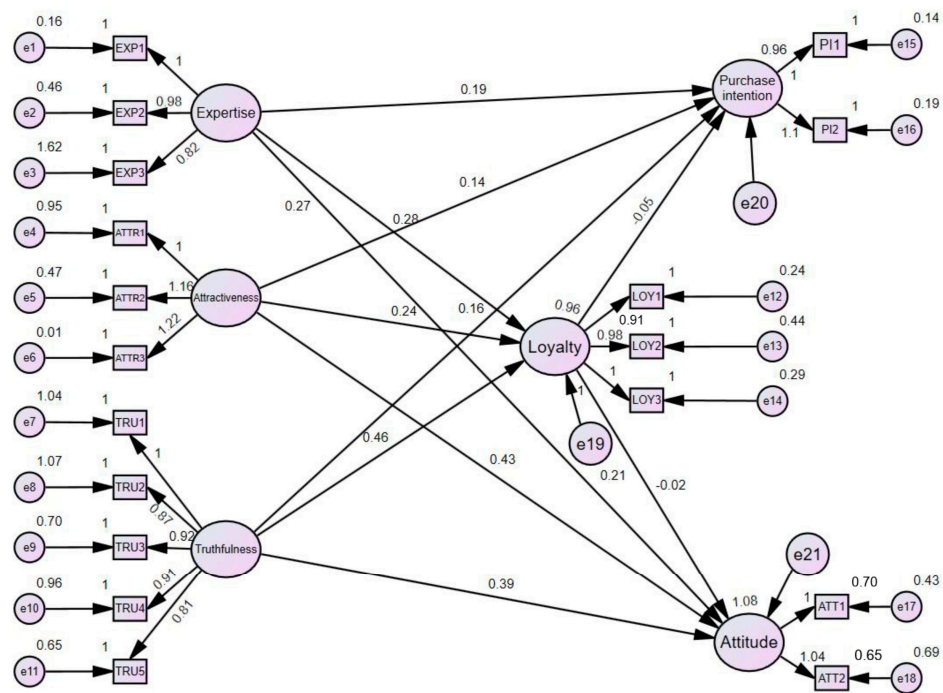 0.16
1
e1
EXP1
1
0.46
1
e2
EXP2
0.98
Expertise
1.62
1
e3
EXP3
0.82
0.95
1
e4
ATTR1
1
0.47
1
e5
ATTR2
1.16
Attractiveness
0.01
1
e6
ATTR3
1.22
1.04
1
e7
TRU1
1
1.07
1
e8
TRU2
0.87
0.70
1
e9
TRU3
0.92
Truthfulness
0.96
1
e10
TRU4
0.91
0.65
1
e11
TRU5
0.81
0.19
0.14
0.27
0.28
-0.05
0.16
0.24
0.46
0.43
0.21
-0.02
0.39
0.96
Purchase
intention
1
0.14
PI1
e15
1
1
0.19
PI2
e16
1.1
e20
0.96
Loyalty
1
0.24
LOY1
e12
0.91
1
0.44
0.98
LOY2
e13
1
0.29
1
LOY3
e14
1
e19
e21
1.08
Attitude
1
0.70
0.43
ATT1
e17
1.04
0.65
0.69
ATT2
e18